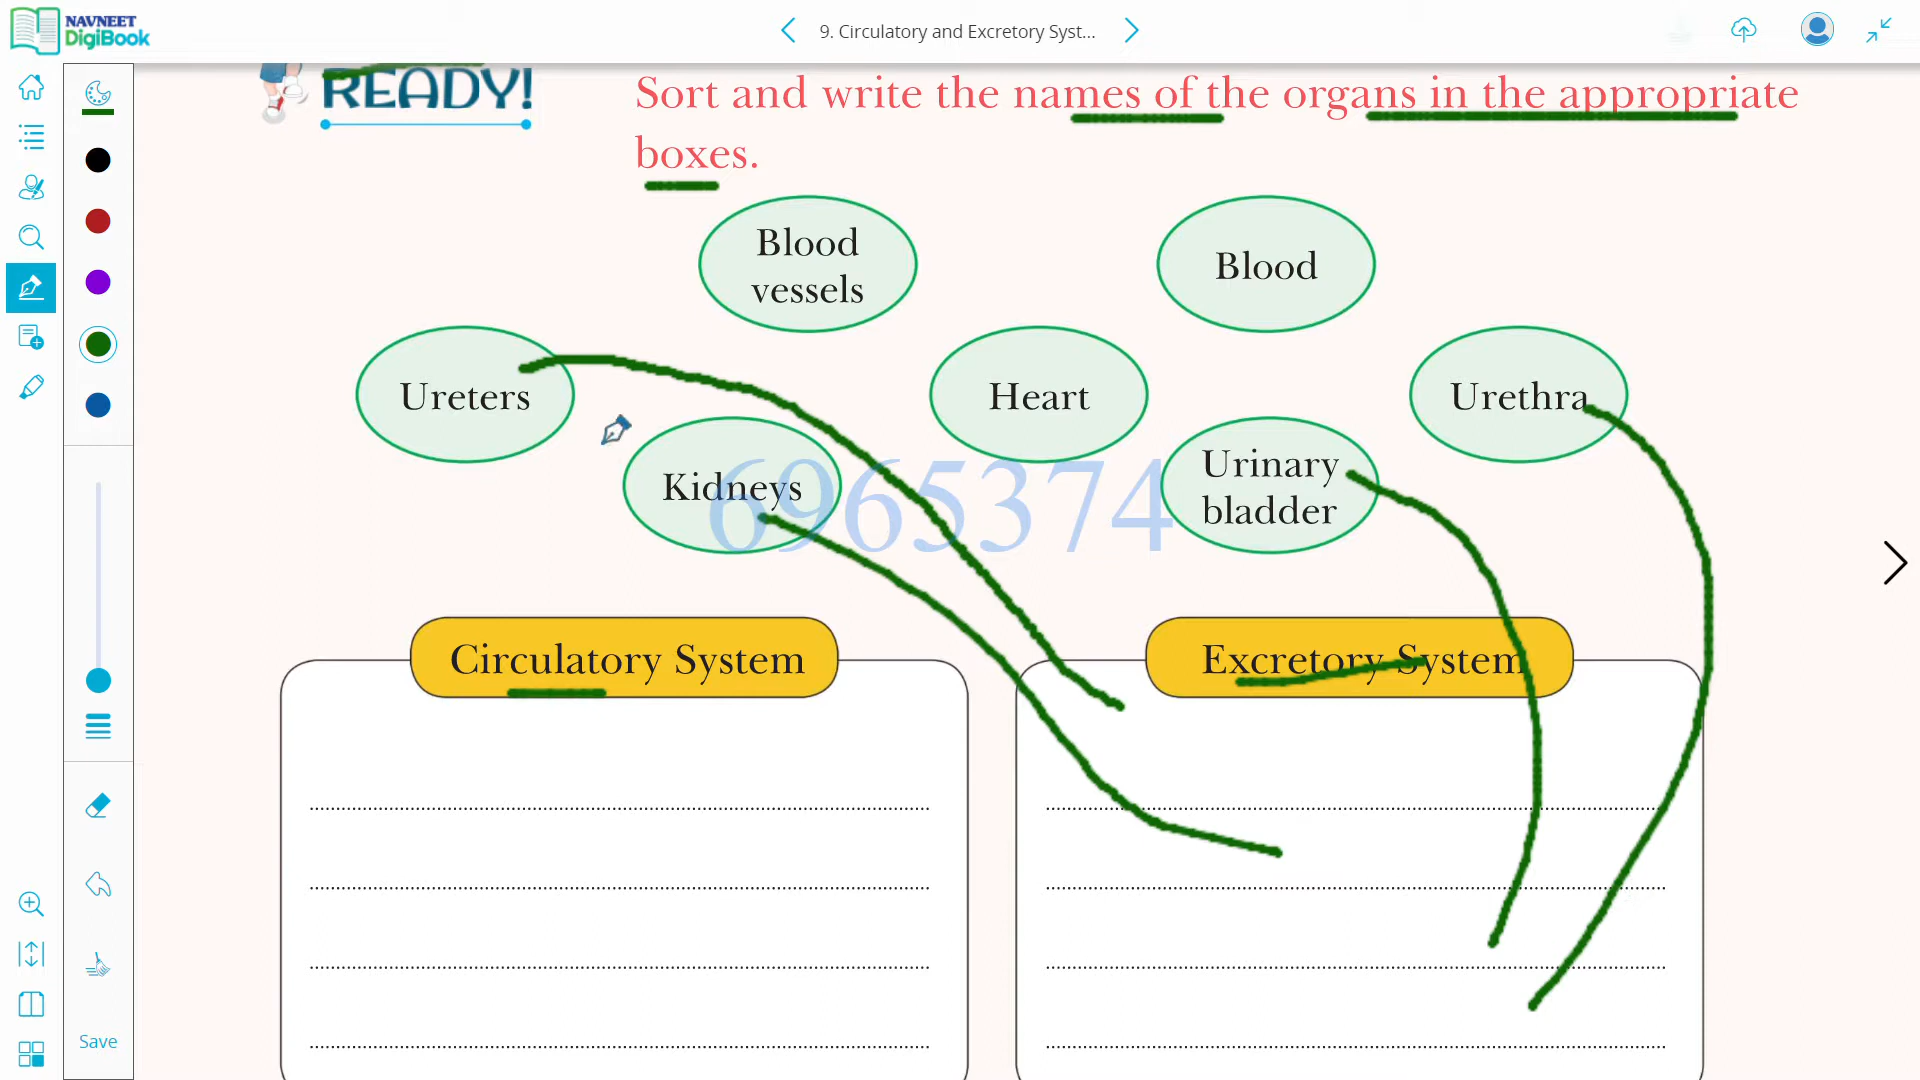 NAVNEET
DigiBook
9. Circulatory and Excretory Syst...
READY!
Sort and write the names of the organs in the appropriate
boxes.
Blood
vessels
Blood
Ureters
Heart
Urethra
Kidneys
Urinary
bladder
6965374
Circulatory System
Excretory System
Save